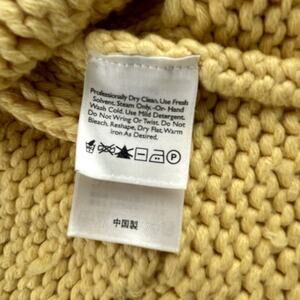 Professionally Dry Clean, Use Fresh
Solvent, Steam Only. -Or- Hand
Wash Cold. Use Mild Detergent.
Do Not Wring Or Twist. Do Not
Bleach. Reshape, Dry Flat, Warm
Iron As Desired.
P
中国製